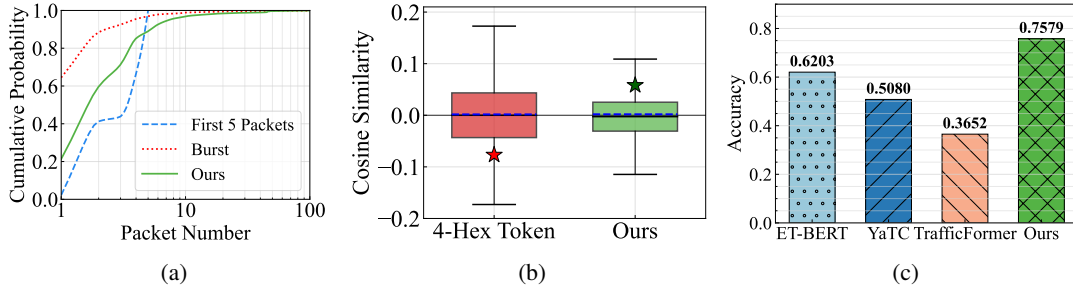 1.0
0.8
0.6
0.4
0.2
0.0
Cumulative Probability
First 5 Packets
Burst
Ours
1
10
100
Packet Number
(a)
0.2
0.1
0.0
−0.1
−0.2
Cosine Similarity
4-Hex Token
Ours
(b)
0.8
0.6
0.4
0.2
0.0
Accuracy
0.6203
0.5080
0.3652
0.7579
ET-BERT
YaTC
TrafficFormer
Ours
(c)